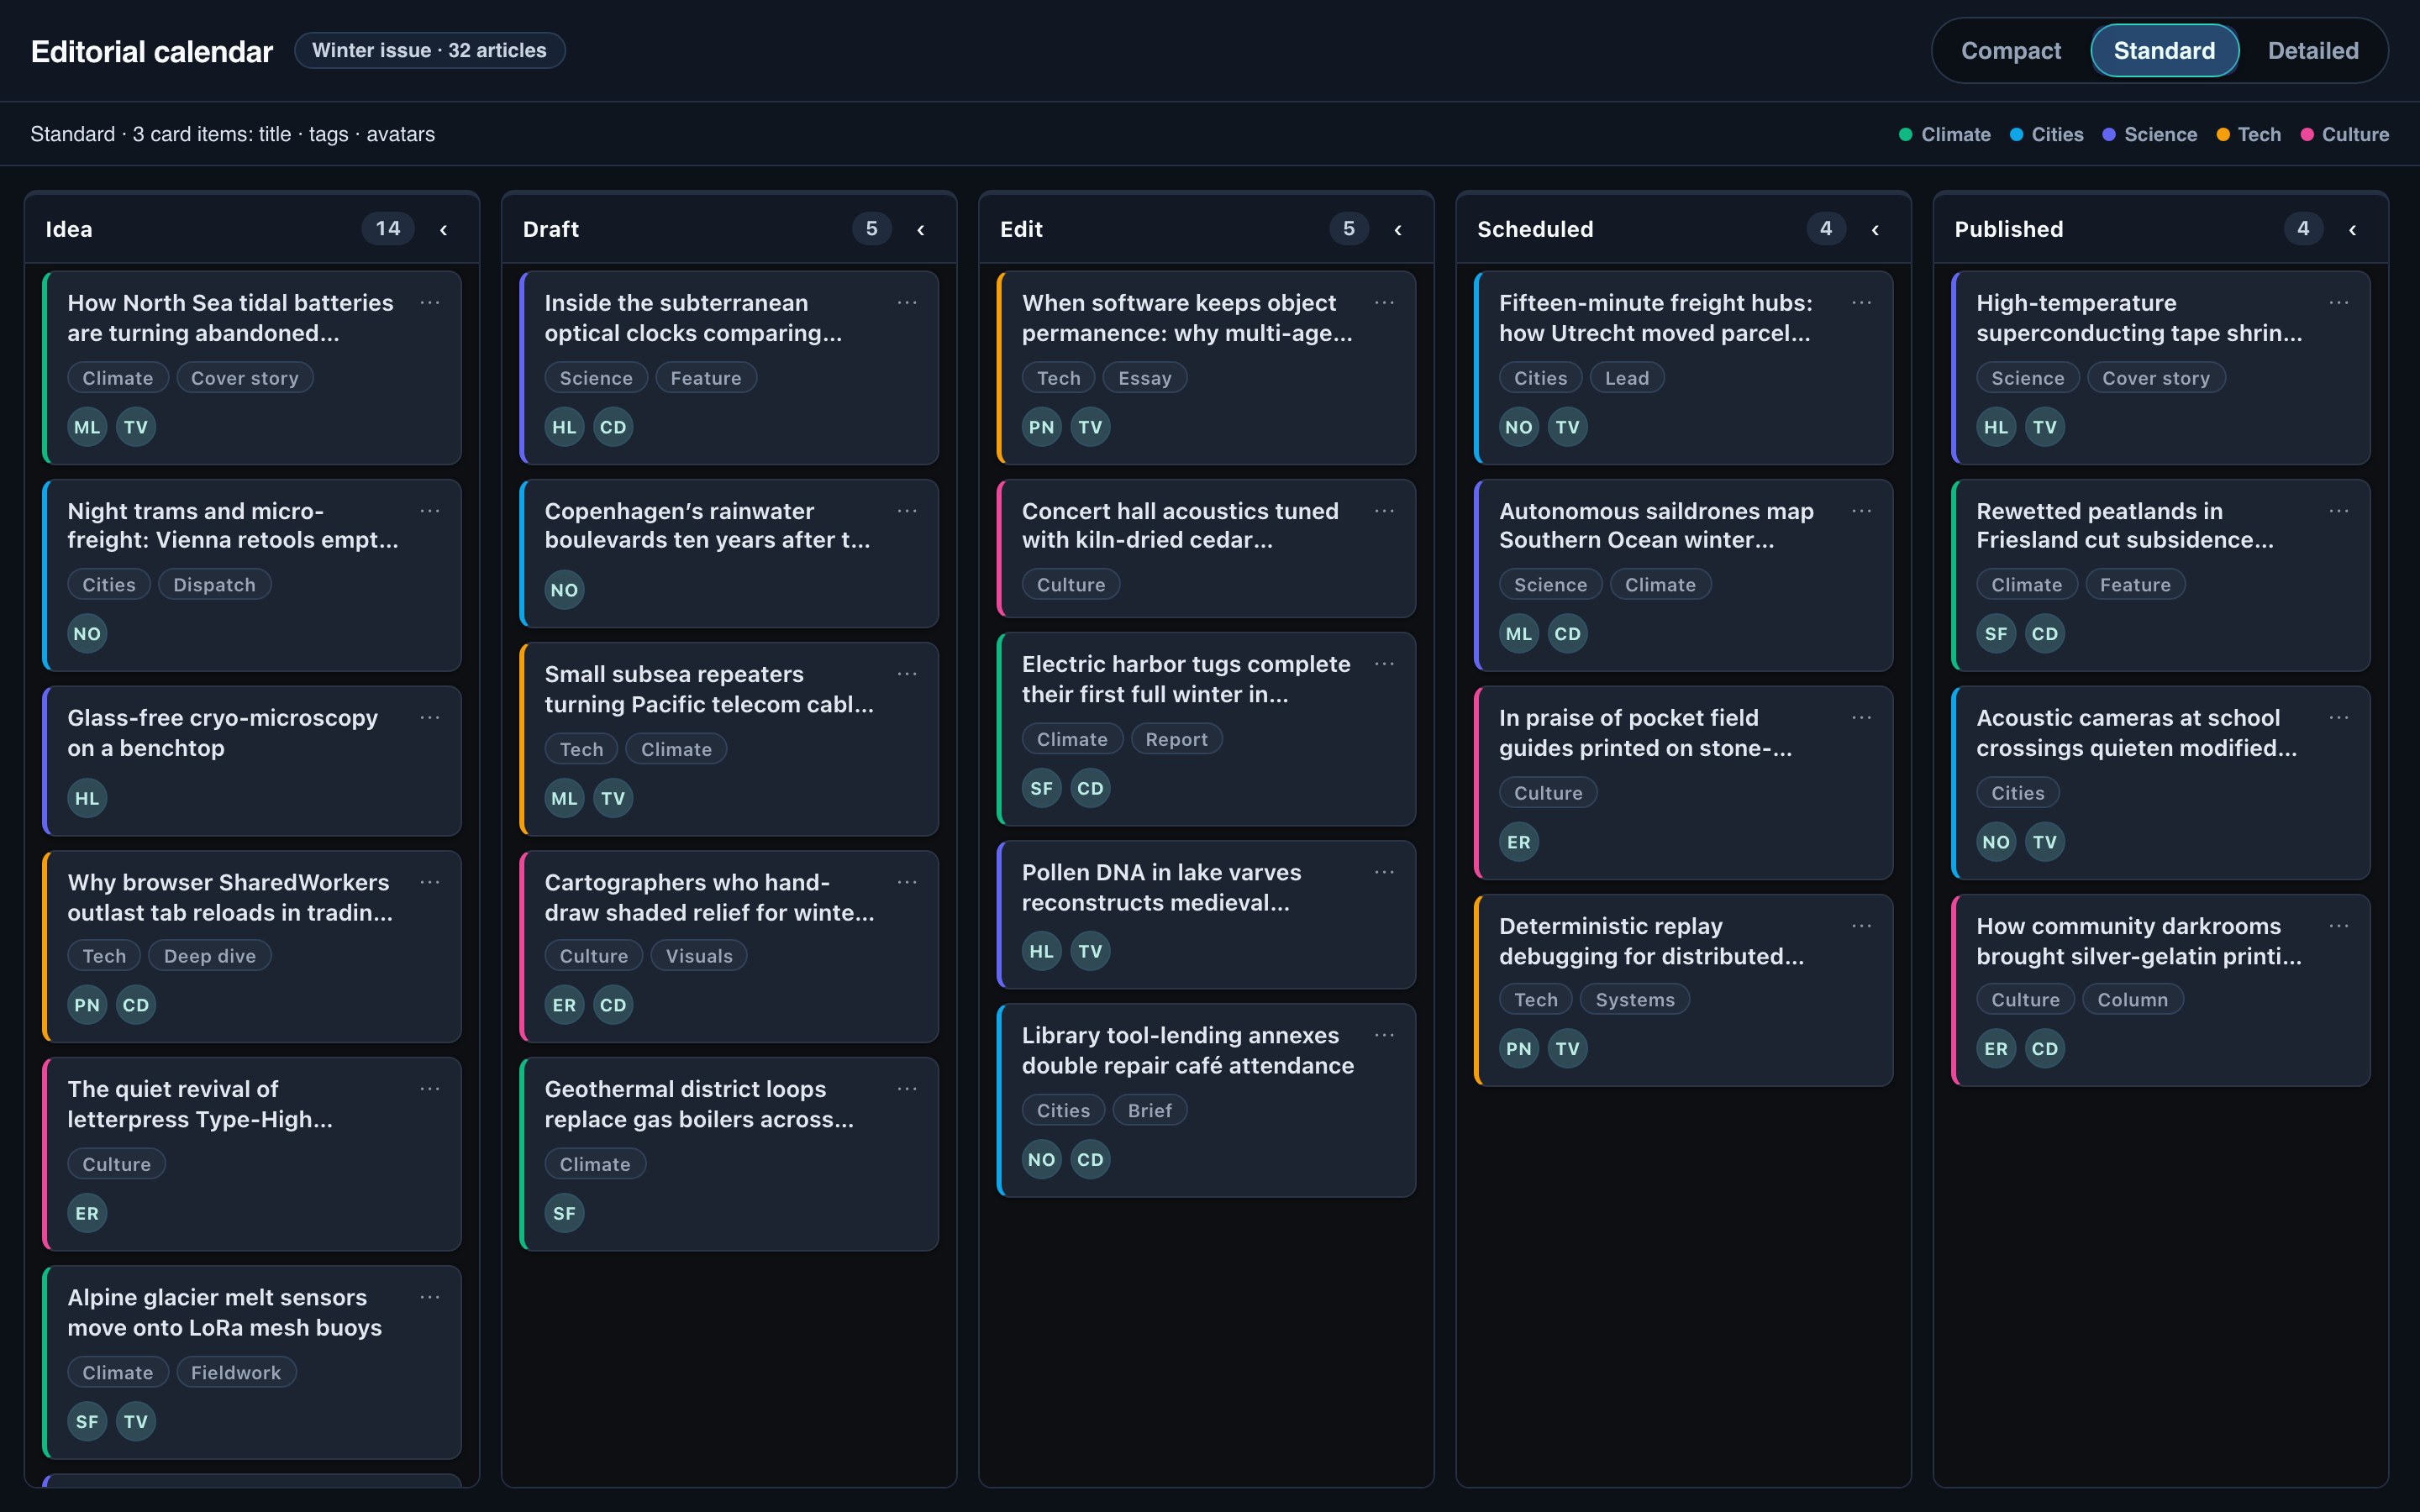 Editorial calendar
Winter issue · 32 articles
Compact
Standard
Detailed
Standard · 3 card items: title · tags · avatars
Climate
Cities
Science
Tech
Culture
Idea
14
‹
How North Sea tidal batteries
are turning abandoned...
...
Climate
Cover story
ML
TV
Night trams and micro-
freight: Vienna retools empt...
...
Cities
Dispatch
NO
Glass-free cryo-microscopy
on a benchtop
...
HL
Why browser SharedWorkers
outlast tab reloads in tradin...
...
Tech
Deep dive
PN
CD
The quiet revival of
letterpress Type-High...
...
Culture
ER
Alpine glacier melt sensors
move onto LoRa mesh buoys
...
Climate
Fieldwork
SF
TV
Draft
5
‹
Inside the subterranean
optical clocks comparing...
...
Science
Feature
HL
CD
Copenhagen’s rainwater
boulevards ten years after t...
...
NO
Small subsea repeaters
turning Pacific telecom cabl...
...
Tech
Climate
ML
TV
Cartographers who hand-
draw shaded relief for winte...
...
Culture
Visuals
ER
CD
Geothermal district loops
replace gas boilers across...
...
Climate
SF
Edit
5
‹
When software keeps object
permanence: why multi-age...
...
Tech
Essay
PN
TV
Concert hall acoustics tuned
with kiln-dried cedar...
...
Culture
Electric harbor tugs complete
their first full winter in...
...
Climate
Report
SF
CD
Pollen DNA in lake varves
reconstructs medieval...
...
HL
TV
Library tool-lending annexes
double repair café attendance
...
Cities
Brief
NO
CD
Scheduled
4
‹
Fifteen-minute freight hubs:
how Utrecht moved parcel...
...
Cities
Lead
NO
TV
Autonomous saildrones map
Southern Ocean winter...
...
Science
Climate
ML
CD
In praise of pocket field
guides printed on stone-...
...
Culture
ER
Deterministic replay
debugging for distributed...
...
Tech
Systems
PN
TV
Published
4
‹
High-temperature
superconducting tape shrin...
...
Science
Cover story
HL
TV
Rewetted peatlands in
Friesland cut subsidence...
...
Climate
Feature
SF
CD
Acoustic cameras at school
crossings quieten modified...
...
Cities
NO
TV
How community darkrooms
brought silver-gelatin printi...
...
Culture
Column
ER
CD